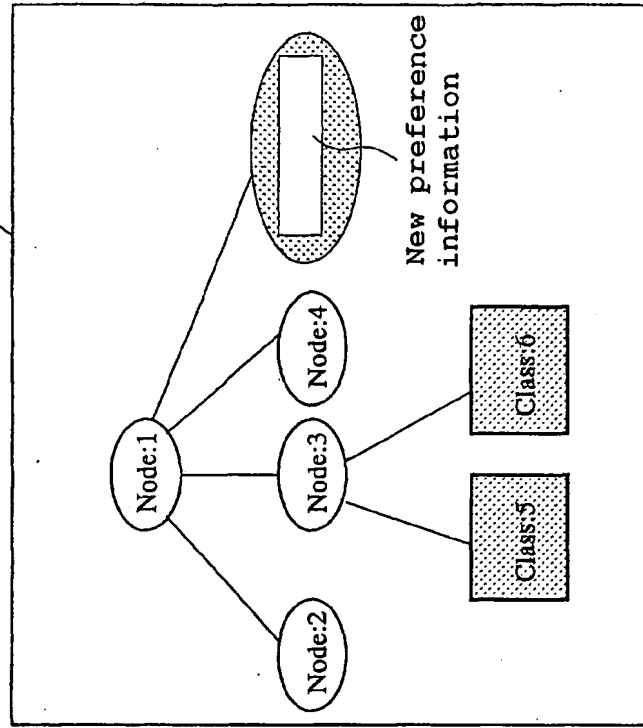 Node:1
Node:2
Node:3
Node:4
New preference
information
Class:5
Class:6